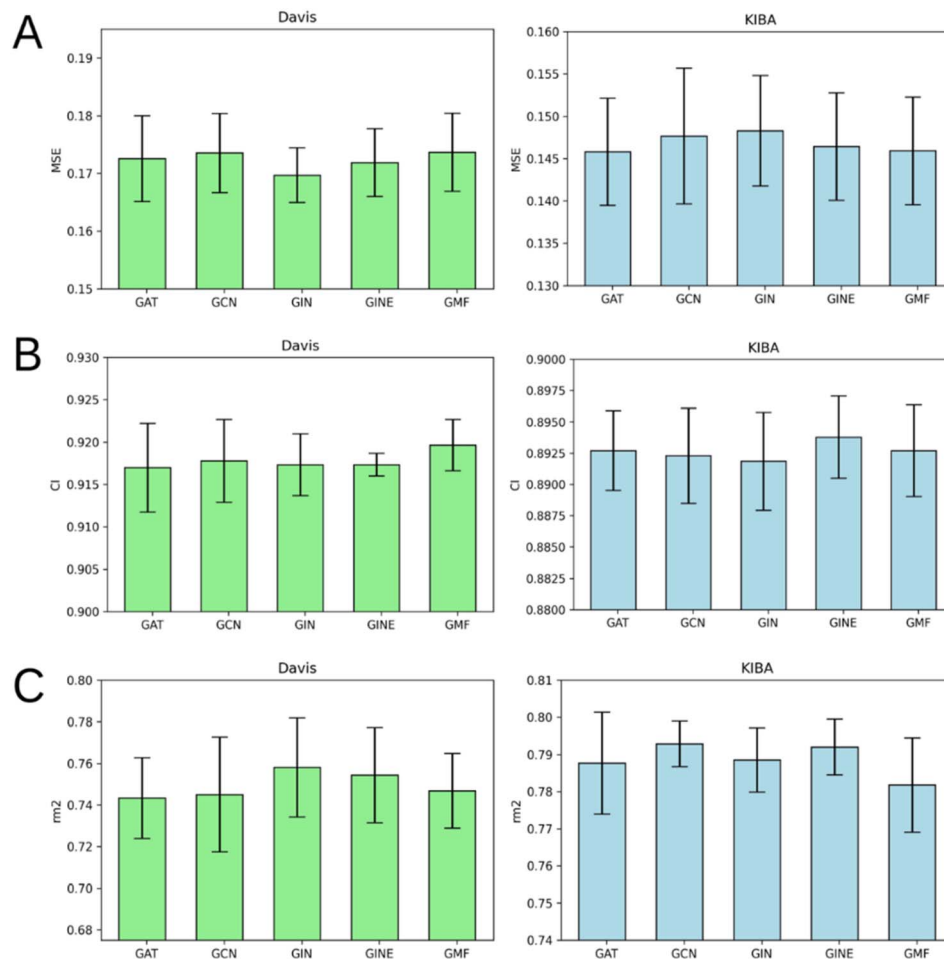 A
Davis
MSE
0.19
0.18
0.17
0.16
0.15
GAT GCN GIN GINE GMF
KIBA
MSE
0.160
0.155
0.150
0.145
0.140
0.135
0.130
GAT GCN GIN GINE GMF
B
Davis
CI
0.930
0.925
0.920
0.915
0.910
0.905
0.900
GAT GCN GIN GINE GMF
KIBA
CI
0.9000
0.8975
0.8950
0.8925
0.8900
0.8875
0.8850
0.8825
0.8800
GAT GCN GIN GINE GMF
C
Davis
rm2
0.80
0.78
0.76
0.74
0.72
0.70
0.68
GAT GCN GIN GINE GMF
KIBA
rm2
0.81
0.80
0.79
0.78
0.77
0.76
0.75
0.74
GAT GCN GIN GINE GMF